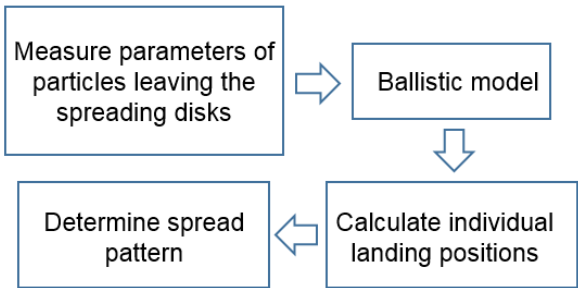 Measure parameters of
particles leaving the
spreading disks
Ballistic model
Calculate individual
landing positions
Determine spread
pattern